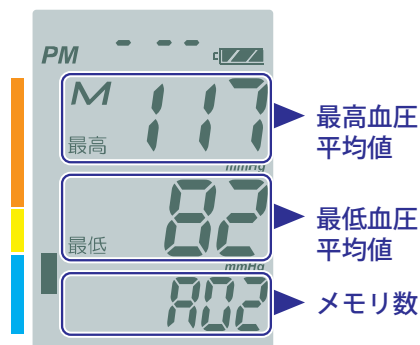 PM - -- --
M 117
最高
mmHg
最高血圧
平均値
82
最低
mmHg
最低血圧
平均値
A02
メモリ数